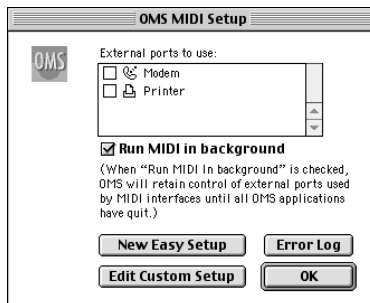 OMS MIDI Setup
OMS
External ports to use:
Modem
Printer
Run MIDI in background
(When “Run MIDI In background” is checked,
OMS will retain control of external ports used
by MIDI interfaces until all OMS applications
have quit.)
New Easy Setup
Error Log
Edit Custom Setup
OK